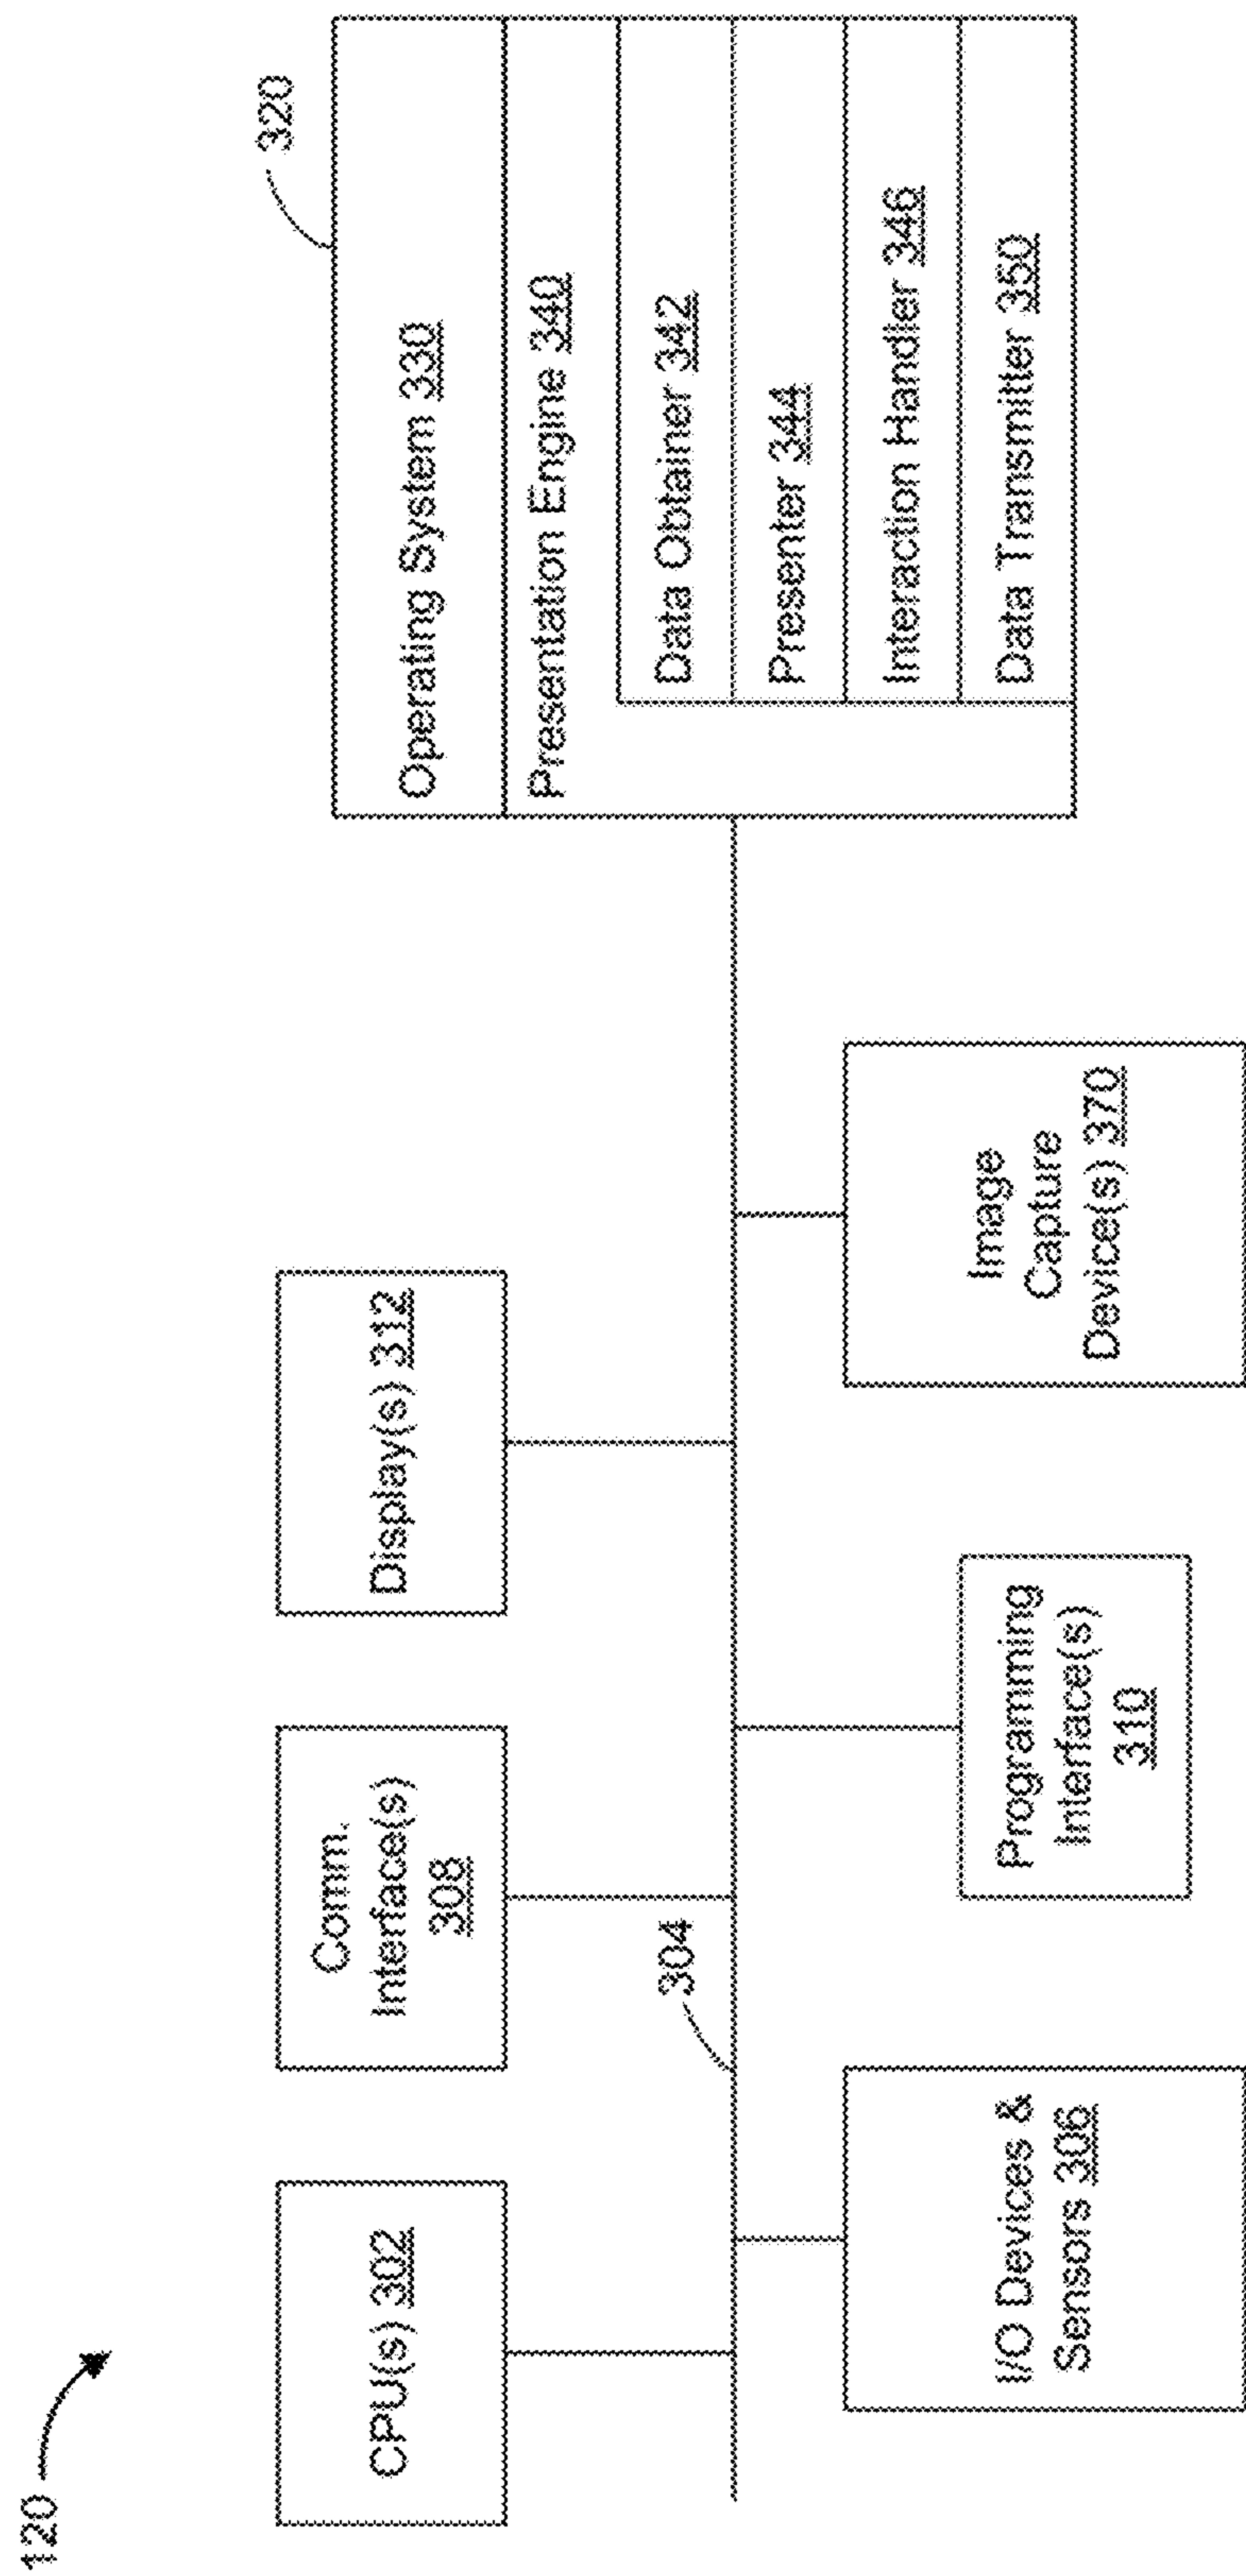 120
CPU(s) 302
Comm.
Interface(s)
308
Display(s) 312
320
Operating System 330
Presentation Engine 340
Data Obtainer 342
Presenter 344
Interaction Handler 346
Data Transmitter 350
304
I/O Devices &
Sensors 306
Programming
Interface(s)
310
Image
Capture
Device(s) 370